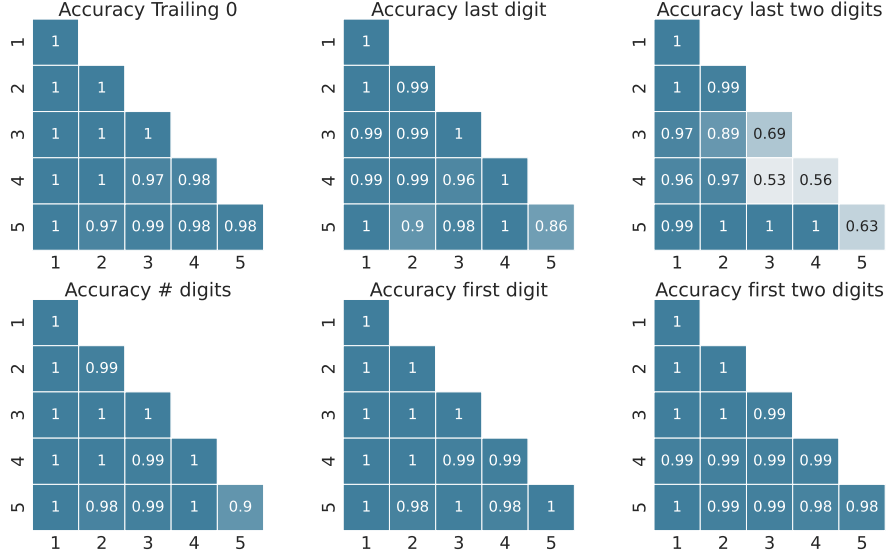 Accuracy Trailing 0
1 1
2 1 1
3 1 1 1
4 1 1 0.97 0.98
5 1 0.97 0.99 0.98 0.98
1 2 3 4 5
Accuracy last digit
1 1
2 1 0.99
3 0.99 0.99 1
4 0.99 0.99 0.96 1
5 1 0.9 0.98 1 0.86
1 2 3 4 5
Accuracy last two digits
1 1
2 1 0.99
3 0.97 0.89 0.69
4 0.96 0.97 0.53 0.56
5 0.99 1 1 1 0.63
1 2 3 4 5
Accuracy # digits
1 1
2 1 0.99
3 1 1 1
4 1 1 0.99 1
5 1 0.98 0.99 1 0.9
1 2 3 4 5
Accuracy first digit
1 1
2 1 1
3 1 1 1
4 1 1 0.99 0.99
5 1 0.98 1 0.98 1
1 2 3 4 5
Accuracy first two digits
1 1
2 1 1
3 1 1 0.99
4 0.99 0.99 0.99 0.99
5 1 0.99 0.99 0.98 0.98
1 2 3 4 5